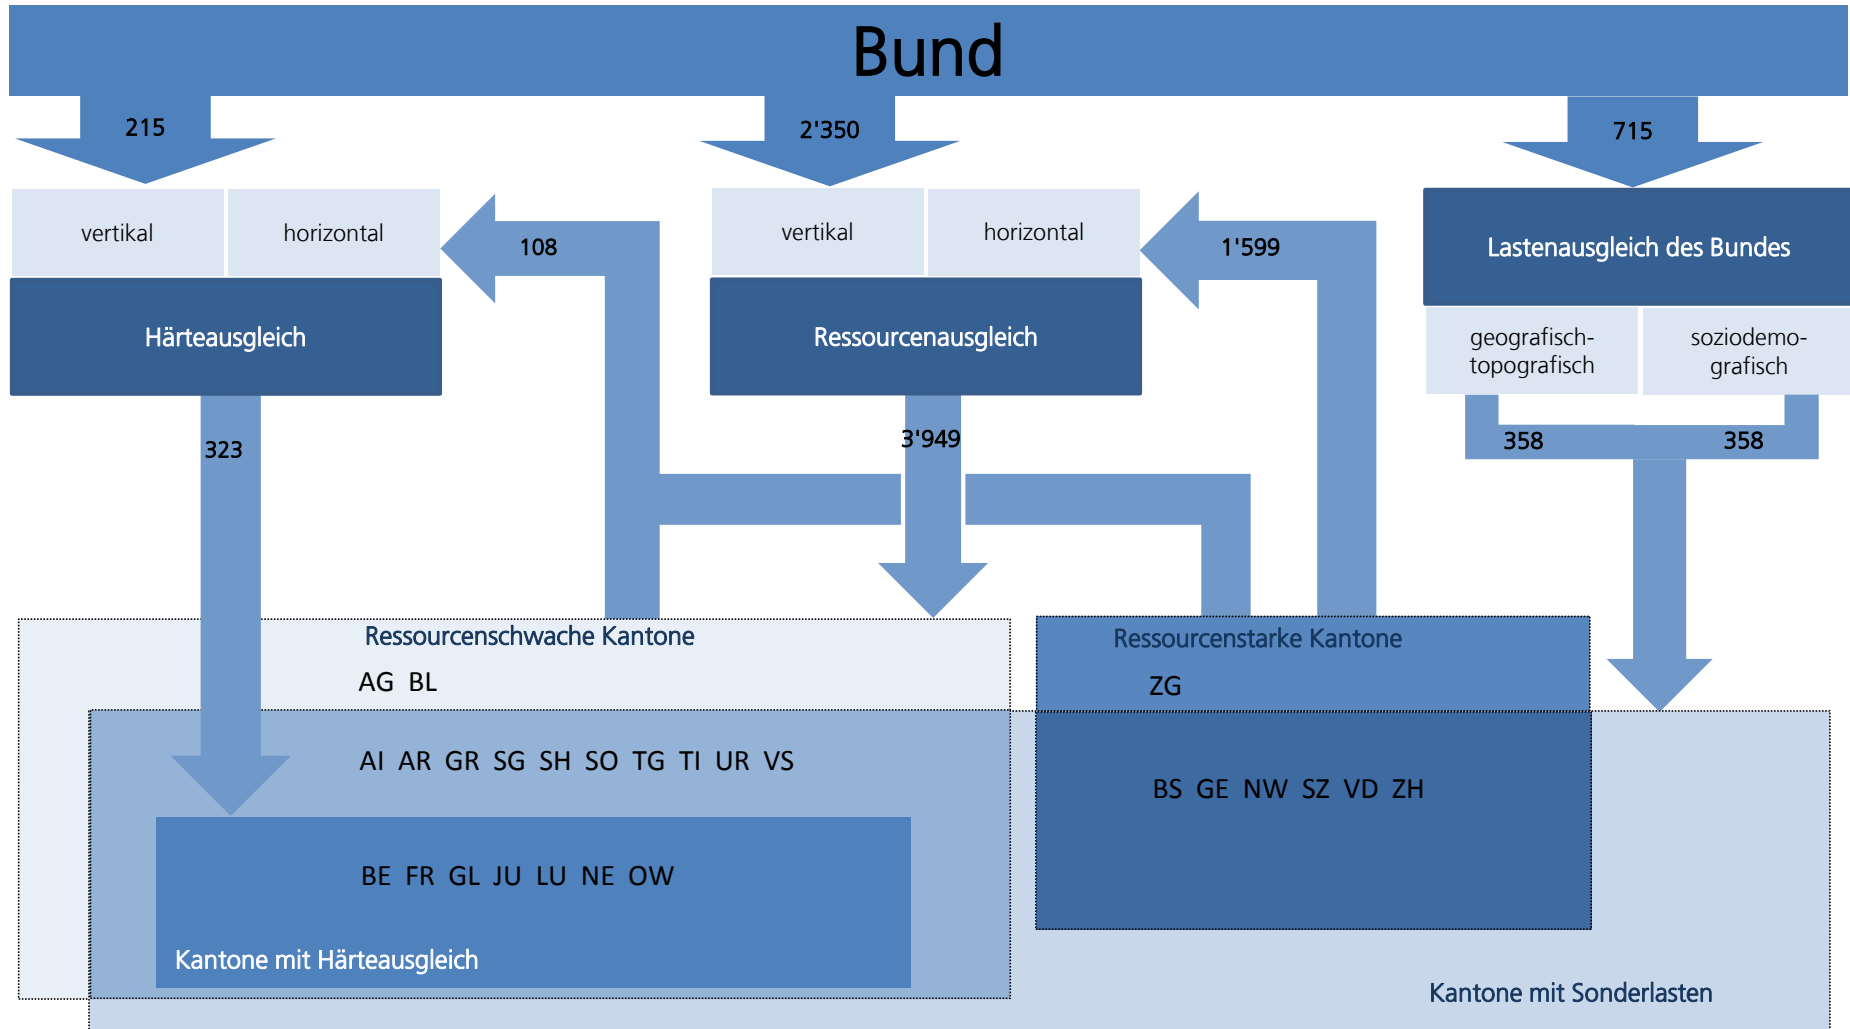 Bund
215
2'350
715
vertikal
horizontal
108
vertikal
horizontal
1'599
Lastenausgleich des Bundes
Härteausgleich
Ressourcenausgleich
geografisch-
topografisch
soziodemo-
grafisch
323
3'949
358
358
Ressourcenschwache Kantone
Ressourcenstarke Kantone
AG BL
ZG
AI AR GR SG SH SO TG TI UR VS
BS GE NW SZ VD ZH
BE FR GL JU LU NE OW
Kantone mit Härteausgleich
Kantone mit Sonderlasten